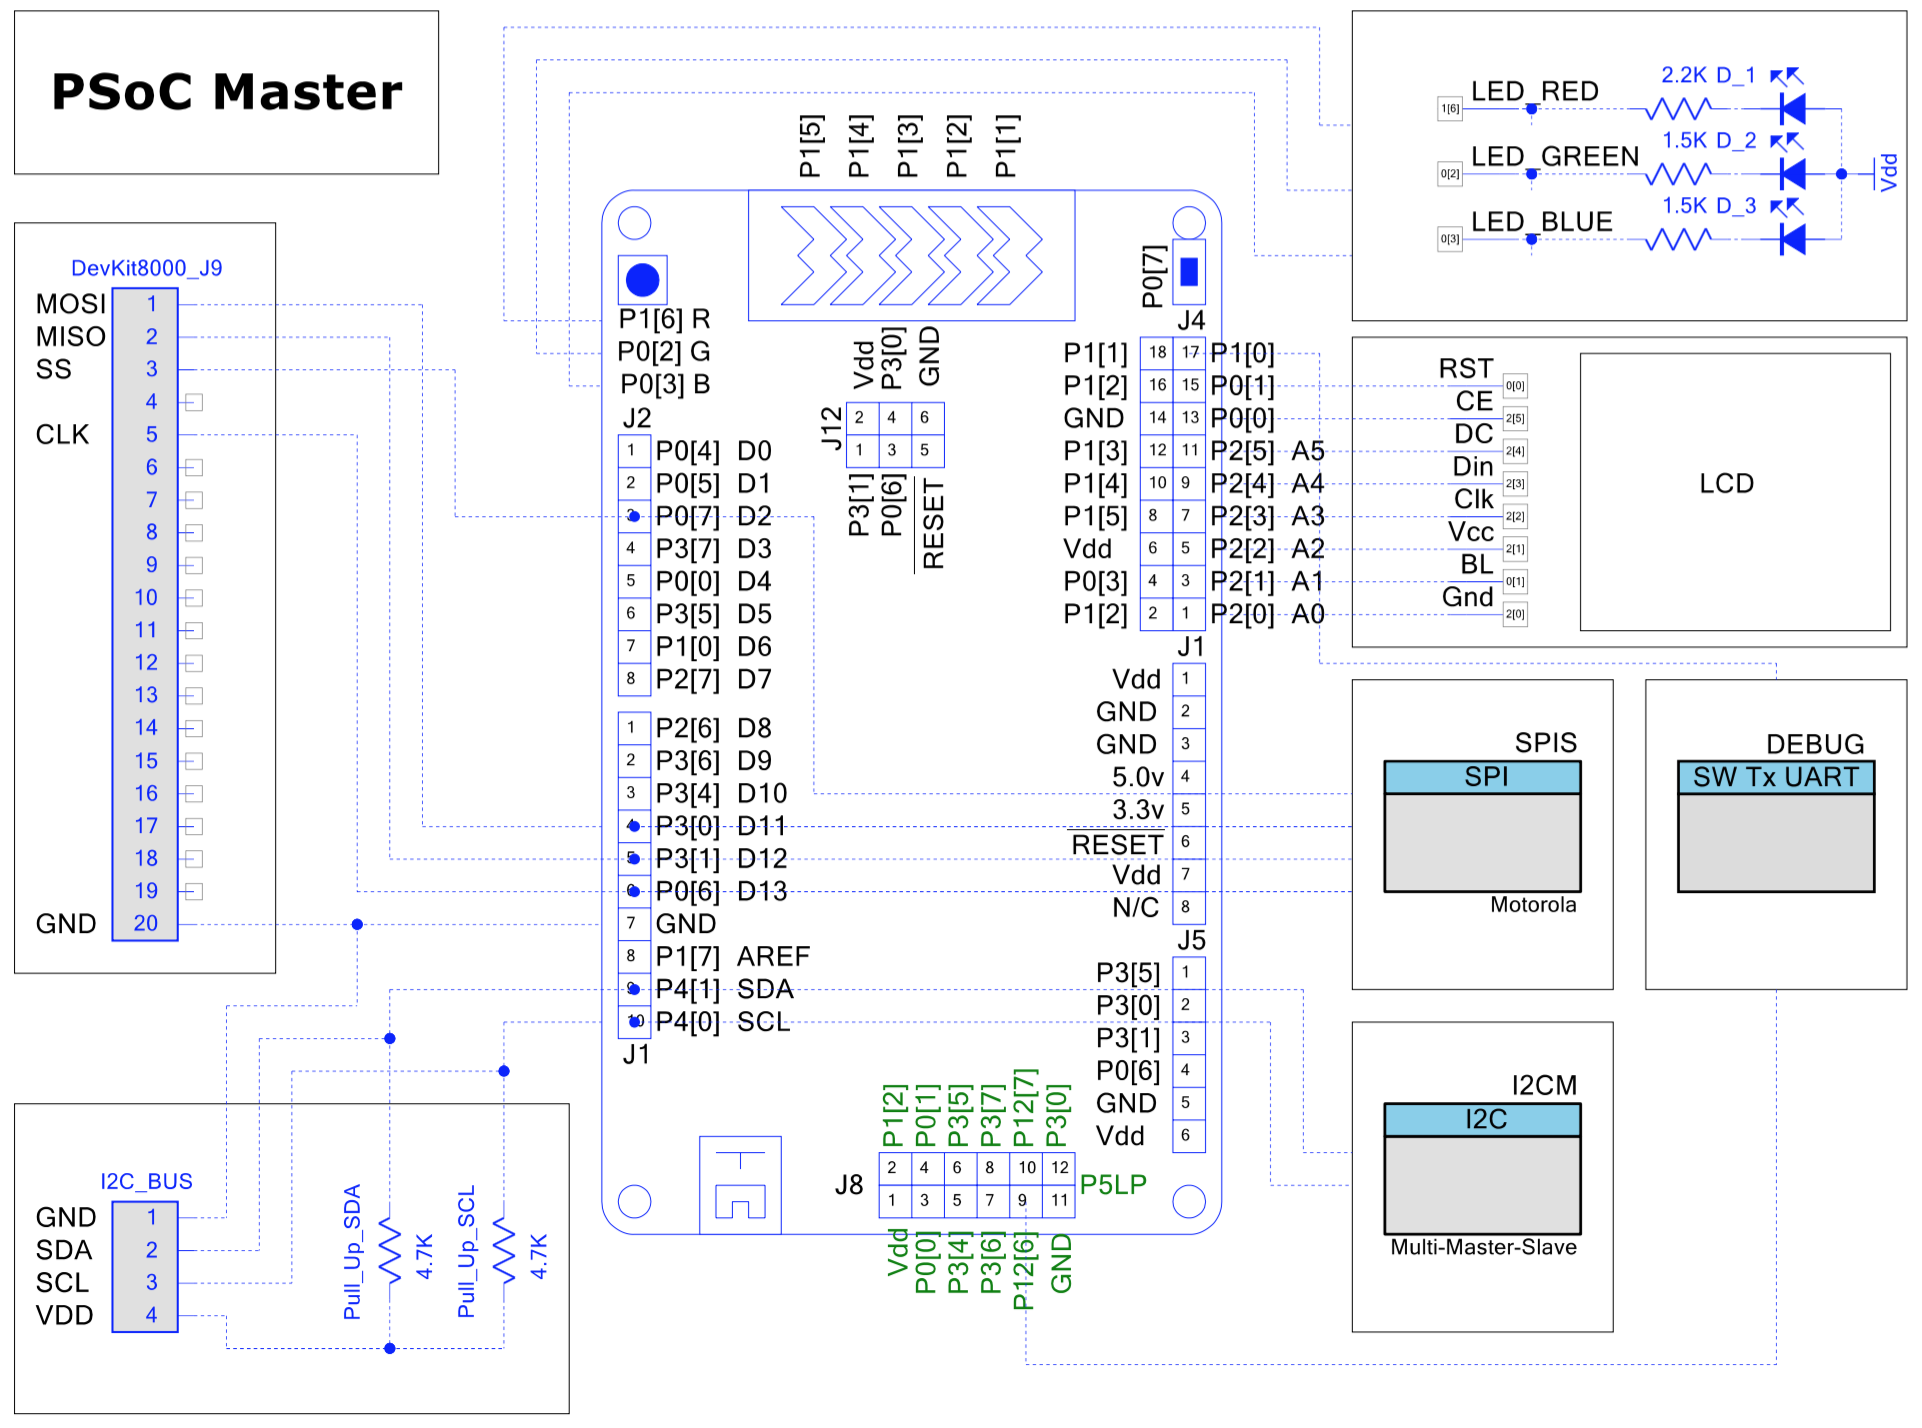 PSoC Master
DevKit8000_J9
MOSI 1
MISO 2
SS 3
4
CLK 5
6
7
8
9
10
11
12
13
14
15
16
17
18
19
GND 20
I2C_BUS
GND 1
SDA 2
SCL 3
VDD 4
Pull_Up_SDA
4.7K
Pull_Up_SCL
4.7K
P1[5]
P1[4]
P1[3]
P1[2]
P1[1]
P0[7]
P1[6] R
P0[2] G
P0[3] B
J2
1 P0[4] D0
2 P0[5] D1
3 P0[7] D2
4 P3[7] D3
5 P0[0] D4
6 P3[5] D5
7 P1[0] D6
8 P2[7] D7
1 P2[6] D8
2 P3[6] D9
3 P3[4] D10
4 P3[0] D11
5 P3[1] D12
6 P0[6] D13
7 GND
8 P1[7] AREF
9 P4[1] SDA
10 P4[0] SCL
J1
Vdd
P3[0]
GND
J12
2 4 6
1 3 5
P3[1]
P0[6]
RESET
J4
P1[1] 18 17 P1[0]
P1[2] 16 15 P0[1]
GND 14 13 P0[0]
P1[3] 12 11 P2[5] A5
P1[4] 10 9 P2[4] A4
P1[5] 8 7 P2[3] A3
Vdd 6 5 P2[2] A2
P0[3] 4 3 P2[1] A1
P1[2] 2 1 P2[0] A0
J1
Vdd 1
GND 2
GND 3
5.0v 4
3.3v 5
RESET 6
Vdd 7
N/C 8
J5
P3[5] 1
P3[0] 2
P3[1] 3
P0[6] 4
GND 5
Vdd 6
P1[2]
P0[1]
P3[5]
P3[7]
P12[7]
P3[0]
J8
2 4 6 8 10 12
1 3 5 7 9 11
P5LP
Vdd
P0[0]
P3[4]
P3[6]
P12[6]
GND
2.2K D_1
1[6] LED_RED
1.5K D_2
0[2] LED_GREEN
1.5K D_3
0[3] LED_BLUE
Vdd
RST 0[0]
CE 2[5]
DC 2[4]
Din 2[3]
Clk 2[2]
Vcc 2[1]
BL 0[1]
Gnd 2[0]
LCD
SPIS
SPI
Motorola
DEBUG
SW Tx UART
I2CM
I2C
Multi-Master-Slave